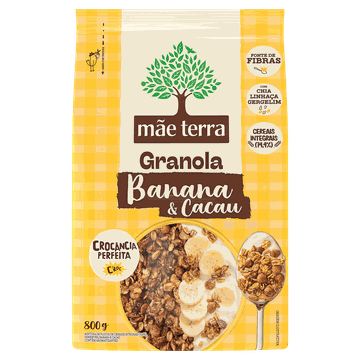 mãe terra
Granola
Banana
& Cacau
FONTE DE
FIBRAS
COM
CHIA
LINHAÇA
GERGELIM
CEREAIS
INTEGRAIS
CROCÂNCIA
PERFEITA
800g